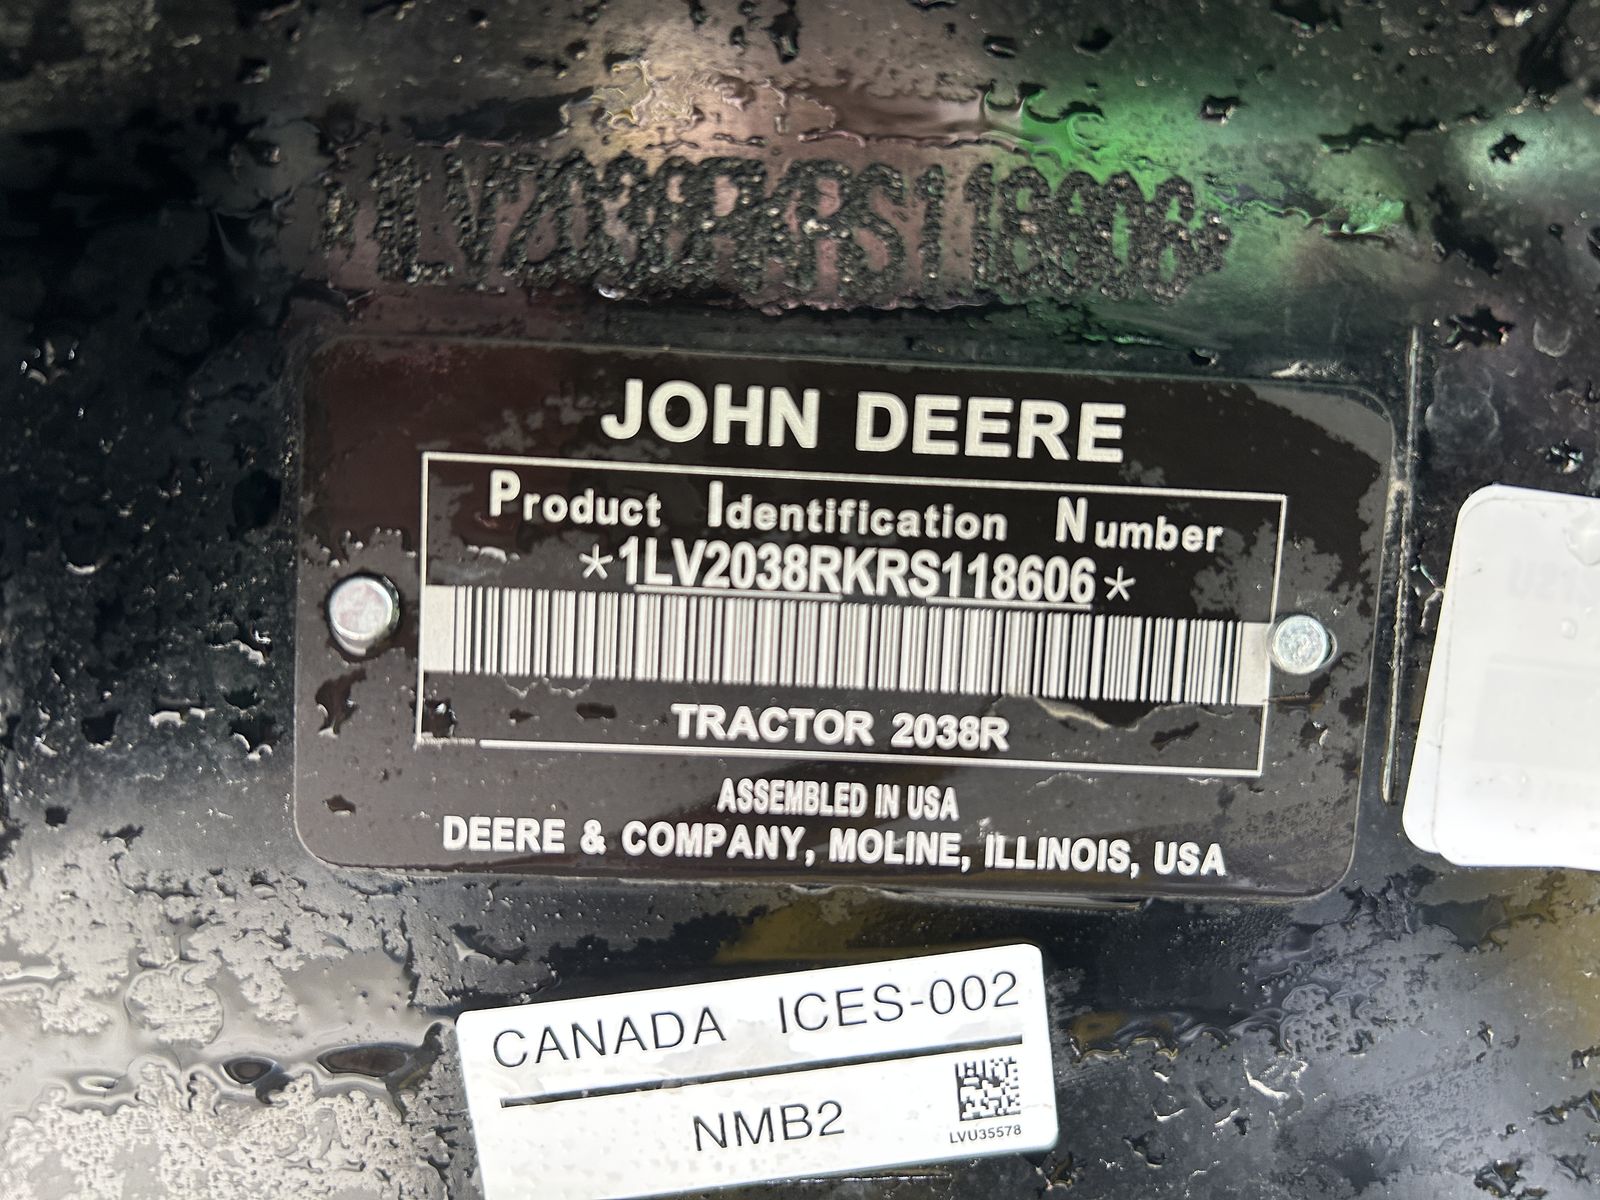 1LV2038RKRS118606
JOHN DEERE
Product Identification Number
*1LV2038RKRS118606*
TRACTOR 2038R
ASSEMBLED IN USA
DEERE & COMPANY, MOLINE, ILLINOIS, USA
CANADA ICES-002
NMB2
LVU35578